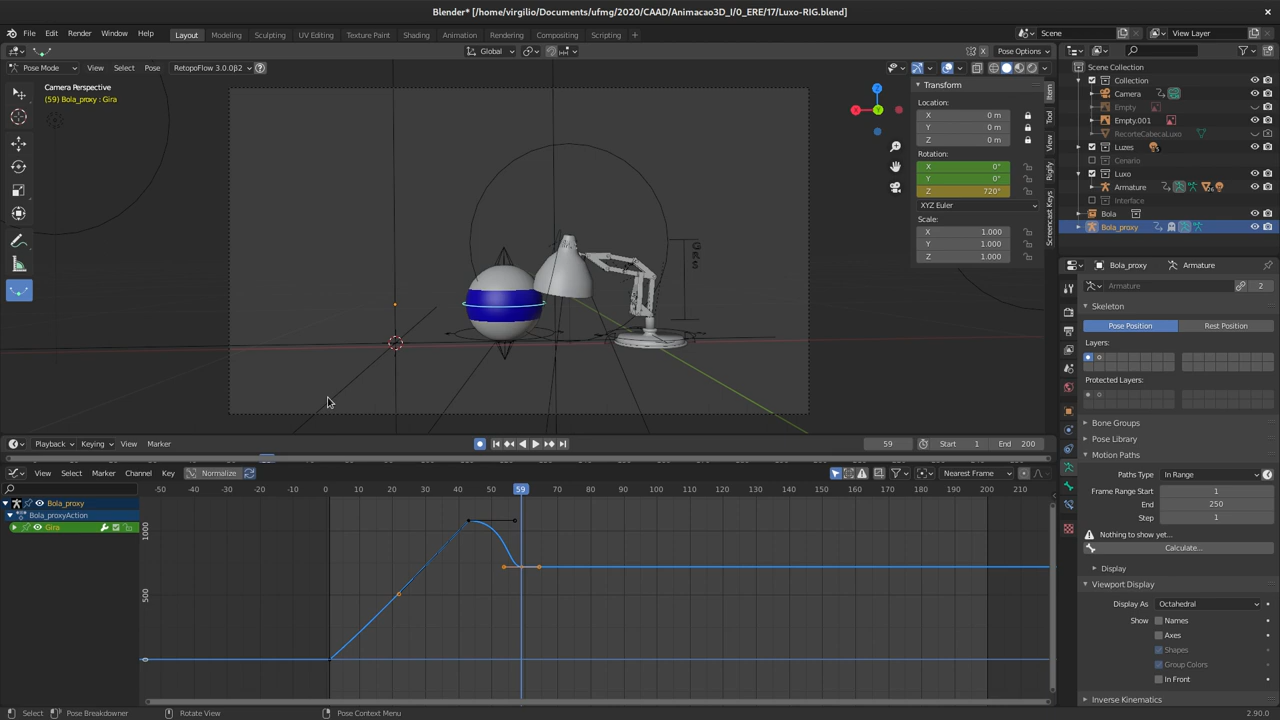 Blender* [/home/virgilio/Documents/ufmg/2020/CAAD/Animacao3D_I/0_ERE/17/Luxo-RIG.blend]
File Edit Render Window Help Layout Modeling Sculpting UV Editing Texture Paint Shading Animation Rendering Compositing Scripting + Scene View Layer
Global Pose Options
Pose Mode View Select Pose RetopoFlow 3.0.0β2
Camera Perspective
(59) Bola_proxy : Gira
Z
X
Y
Transform
Location:
X 0 m
Y 0 m
Z 0 m
Rotation:
X 0°
Y 0°
Z 720°
XYZ Euler
Scale:
X 1.000
Y 1.000
Z 1.000
Item
Tool
View
Rigify
Screencast Keys
Scene Collection
Collection
Camera
Empty
Empty.001
RecorteCabecaLuxo
Luzes
Cenario
Luxo
Armature
Interface
Bola
Bola_proxy
Bola_proxy Armature
Armature 2
Skeleton
Pose Position Rest Position
Layers:
Protected Layers:
Bone Groups
Pose Library
Motion Paths
Paths Type In Range
Frame Range Start 1
End 250
Step 1
Nothing to show yet...
Calculate...
Display
Viewport Display
Display As Octahedral
Show Names
Axes
Shapes
Group Colors
In Front
Inverse Kinematics
Playback Keying View Marker 59 Start 1 End 200
View Select Marker Channel Key Normalize Nearest Frame
-50 -40 -30 -20 -10 0 10 20 30 40 50 59 70 80 90 100 110 120 130 140 150 160 170 180 190 200 210
Bola_proxy
Bola_proxyAction
Gira
1000
500
0
Select Pose Breakdowner Rotate View Pose Context Menu 2.90.0